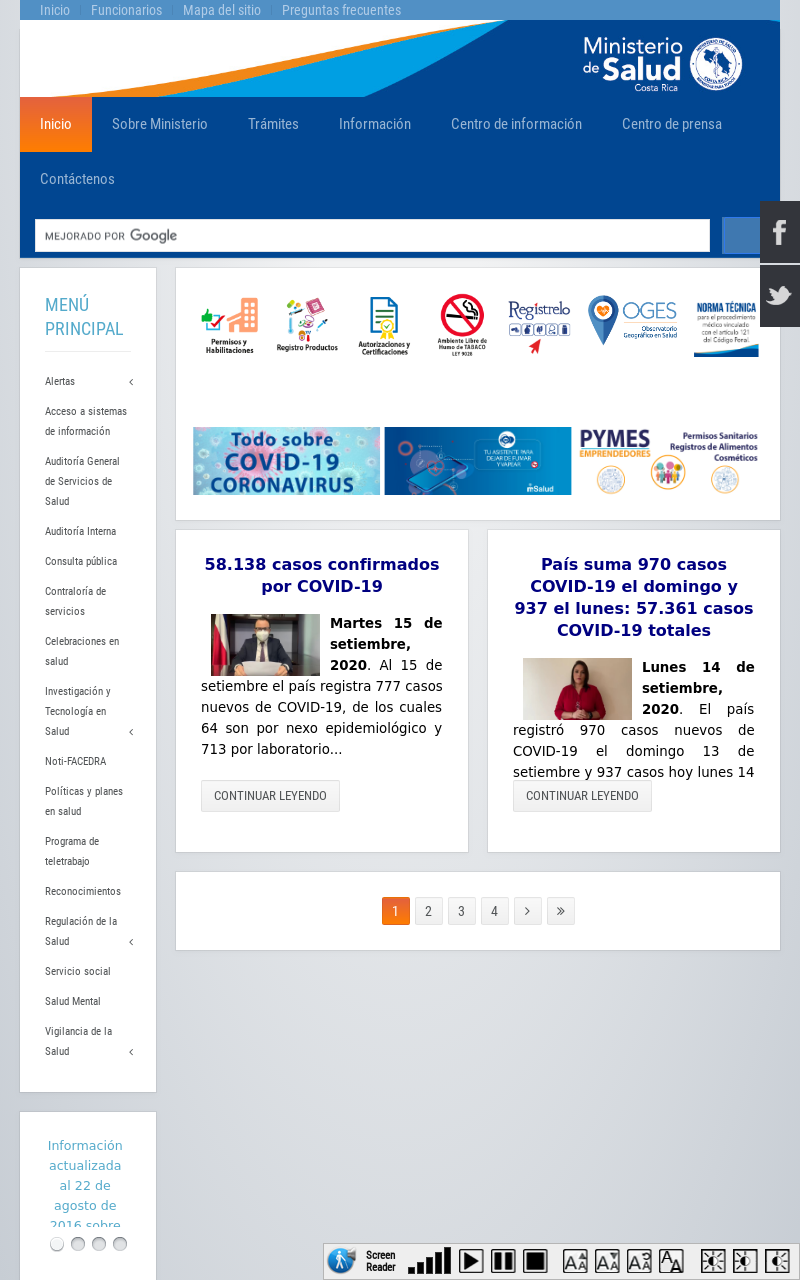 Inicio Funcionarios Mapa del sitio Preguntas frecuentes
Ministerio
de Salud
Costa Rica
Inicio Sobre Ministerio Trámites Información Centro de información Centro de prensa
Contáctenos
MEJORADO POR Google
MENÚ
PRINCIPAL
Alertas
Acceso a sistemas
de información
Auditoría General
de Servicios de
Salud
Auditoría Interna
Consulta pública
Contraloría de
servicios
Celebraciones en
salud
Investigación y
Tecnología en
Salud
Noti-FACEDRA
Políticas y planes
en salud
Programa de
teletrabajo
Reconocimientos
Regulación de la
Salud
Servicio social
Salud Mental
Vigilancia de la
Salud
Información
actualizada
al 22 de
agosto de
2016 sobre
Permisos y
Habilitaciones
Registro Productos
Autorizaciones y
Certificaciones
Ambiente Libre de
Humo de TABACO
LEY 9028
Regístrelo
OGES
Observatorio
Geográfico en Salud
NORMA TÉCNICA
para el procedimiento
médico vinculado
con el artículo 121
del Código Penal
Todo sobre
COVID-19
CORONAVIRUS
TU ASISTENTE PARA
DEJAR DE FUMAR
Y VAPEAR
mSalud
PYMES
EMPRENDEDORES
Permisos Sanitarios
Registros de Alimentos
Cosméticos
58.138 casos confirmados
por COVID-19
Martes 15 de
setiembre,
2020. Al 15 de
setiembre el país registra 777 casos
nuevos de COVID-19, de los cuales
64 son por nexo epidemiológico y
713 por laboratorio...
CONTINUAR LEYENDO
País suma 970 casos
COVID-19 el domingo y
937 el lunes: 57.361 casos
COVID-19 totales
Lunes 14 de
setiembre,
2020. El país
registró 970 casos nuevos de
COVID-19 el domingo 13 de
setiembre y 937 casos hoy lunes 14
CONTINUAR LEYENDO
1 2 3 4 › »
Screen
Reader